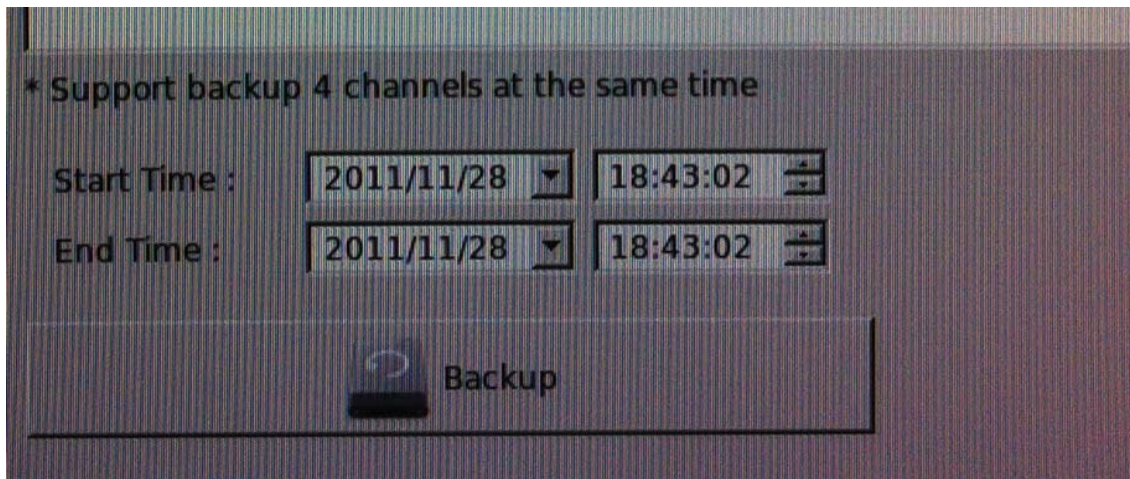 * Support backup 4 channels at the same time
Start Time : 2011/11/28 18:43:02
End Time : 2011/11/28 18:43:02
Backup